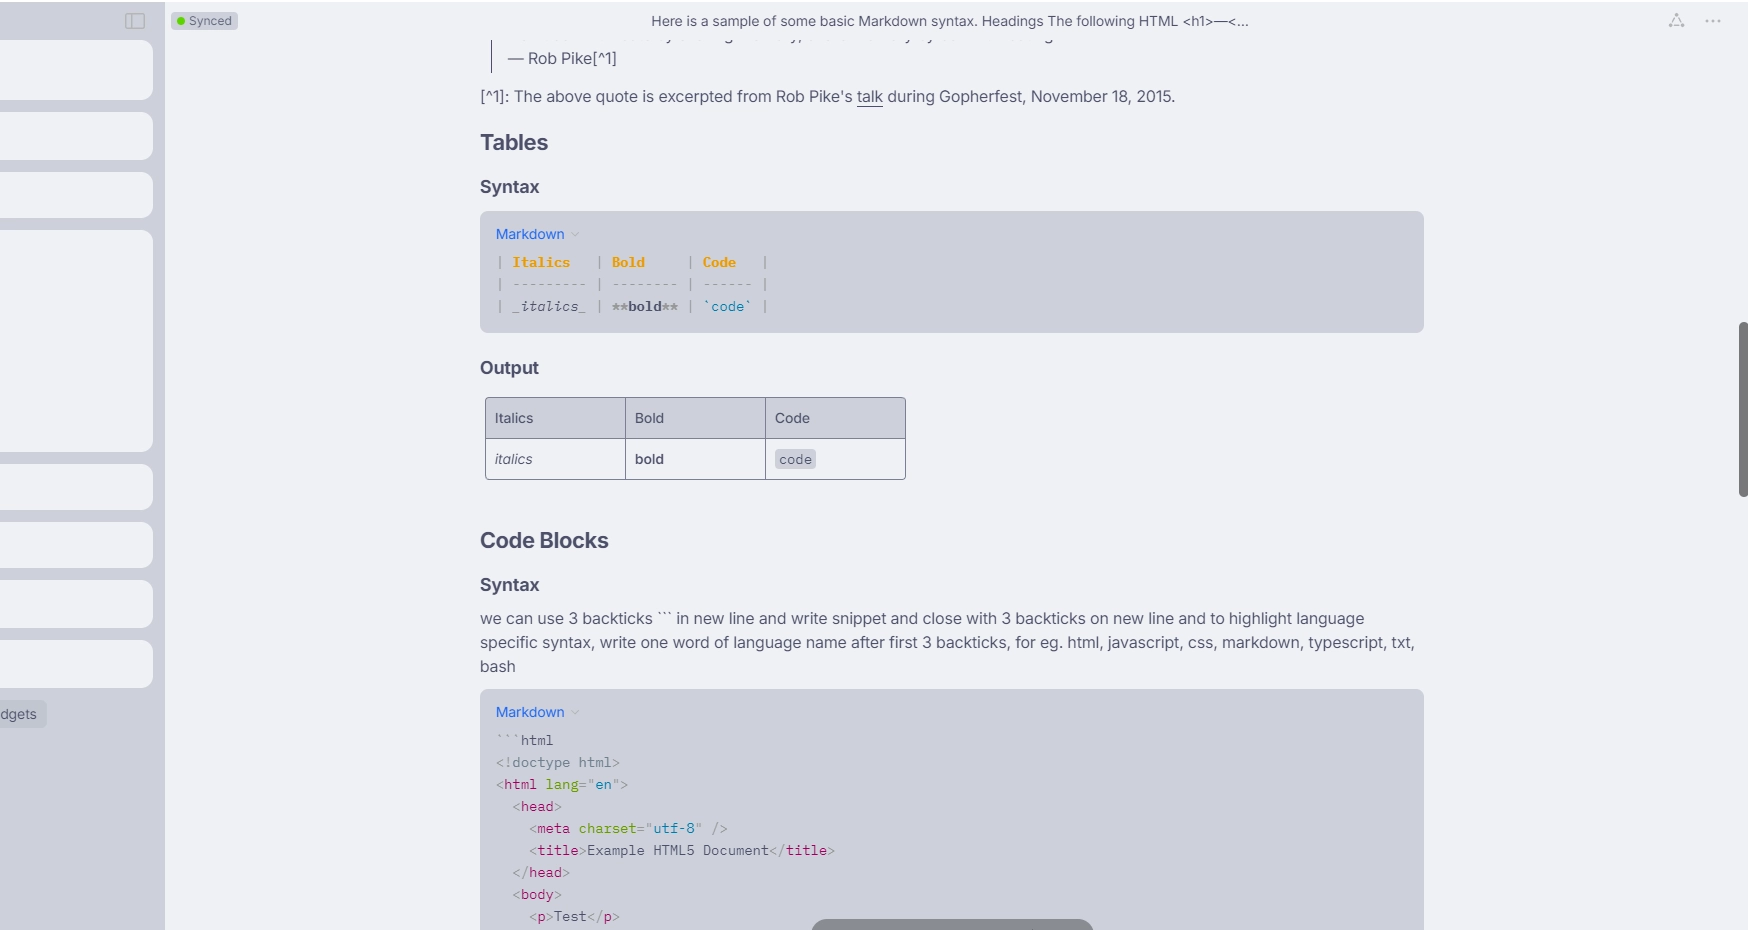 Synced
Here is a sample of some basic Markdown syntax. Headings The following HTML <h1>—<...
— Rob Pike[^1]
[^1]: The above quote is excerpted from Rob Pike's talk during Gopherfest, November 18, 2015.
Tables
Syntax
Markdown
| Italics   | Bold     | Code   |
| --------- | -------- | ------ |
| _italics_ | **bold** | `code` |
Output
Italics Bold Code
italics bold code
Code Blocks
Syntax
we can use 3 backticks ``` in new line and write snippet and close with 3 backticks on new line and to highlight language
specific syntax, write one word of language name after first 3 backticks, for eg. html, javascript, css, markdown, typescript, txt,
bash
dgets
Markdown
```html
<!doctype html>
<html lang="en">
  <head>
    <meta charset="utf-8" />
    <title>Example HTML5 Document</title>
  </head>
  <body>
    <p>Test</p>